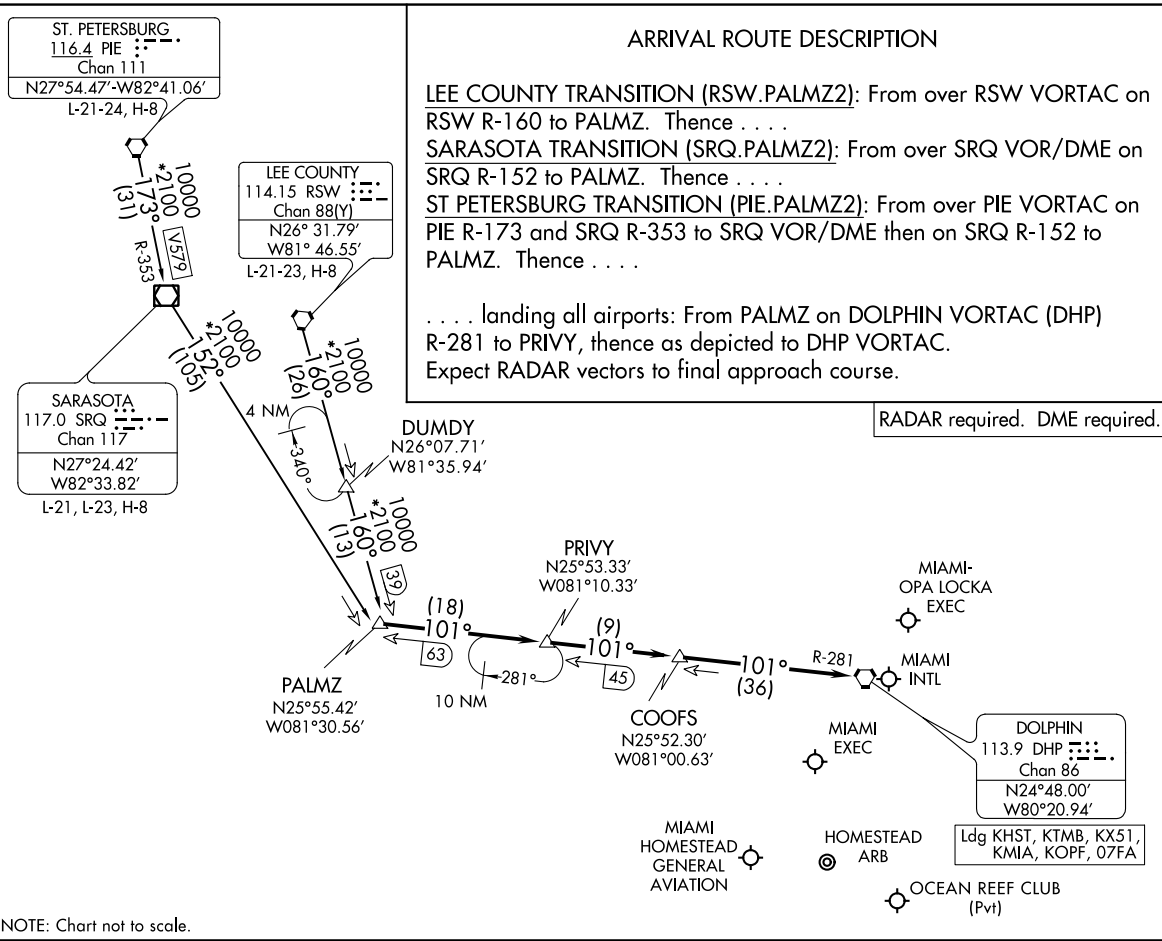 ST. PETERSBURG
116.4 PIE
Chan 111
N27°54.47'-W82°41.06'
L-21-24, H-8
ARRIVAL ROUTE DESCRIPTION
LEE COUNTY TRANSITION (RSW.PALMZ2): From over RSW VORTAC on
RSW R-160 to PALMZ. Thence . . . .
SARASOTA TRANSITION (SRQ.PALMZ2): From over SRQ VOR/DME on
SRQ R-152 to PALMZ. Thence . . . .
ST PETERSBURG TRANSITION (PIE.PALMZ2): From over PIE VORTAC on
PIE R-173 and SRQ R-353 to SRQ VOR/DME then on SRQ R-152 to
PALMZ. Thence . . . .
. . . . landing all airports: From PALMZ on DOLPHIN VORTAC (DHP)
R-281 to PRIVY, thence as depicted to DHP VORTAC.
Expect RADAR vectors to final approach course.
RADAR required. DME required.
10000
*2100
173°
(31)
V579
R-353
LEE COUNTY
114.15 RSW
Chan 88(Y)
N26° 31.79'
W81° 46.55'
L-21-23, H-8
10000
*2100
152°
(105)
10000
*2100
160°
(26)
SARASOTA
117.0 SRQ
Chan 117
N27°24.42'
W82°33.82'
L-21, L-23, H-8
4 NM
340°
DUMDY
N26°07.71'
W81°35.94'
10000
*2100
160°
(13)
39
PRIVY
N25°53.33'
W081°10.33'
(18)
101°
63
(9)
101°
45
101°
(36)
R-281
281°
10 NM
PALMZ
N25°55.42'
W081°30.56'
COOFS
N25°52.30'
W081°00.63'
MIAMI-
OPA LOCKA
EXEC
MIAMI
INTL
MIAMI
EXEC
DOLPHIN
113.9 DHP
Chan 86
N24°48.00'
W80°20.94'
Ldg KHST, KTMB, KX51,
KMIA, KOPF, 07FA
MIAMI
HOMESTEAD
GENERAL
AVIATION
HOMESTEAD
ARB
OCEAN REEF CLUB
(Pvt)
NOTE: Chart not to scale.